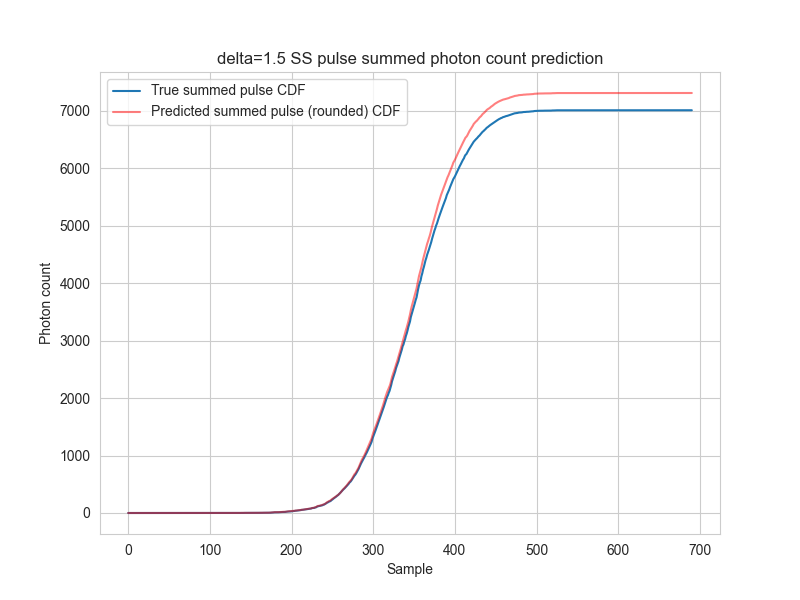 delta=1.5 SS pulse summed photon count prediction
True summed pulse CDF
Predicted summed pulse (rounded) CDF
Photon count
7000
6000
5000
4000
3000
2000
1000
0
0 100 200 300 400 500 600 700
Sample